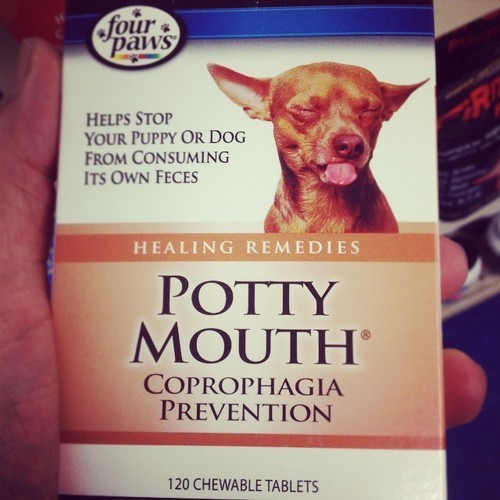 four
paws®
HELPS STOP
YOUR PUPPY OR DOG
FROM CONSUMING
ITS OWN FECES
HEALING REMEDIES
POTTY
MOUTH®
COPROPHAGIA
PREVENTION
120 CHEWABLE TABLETS